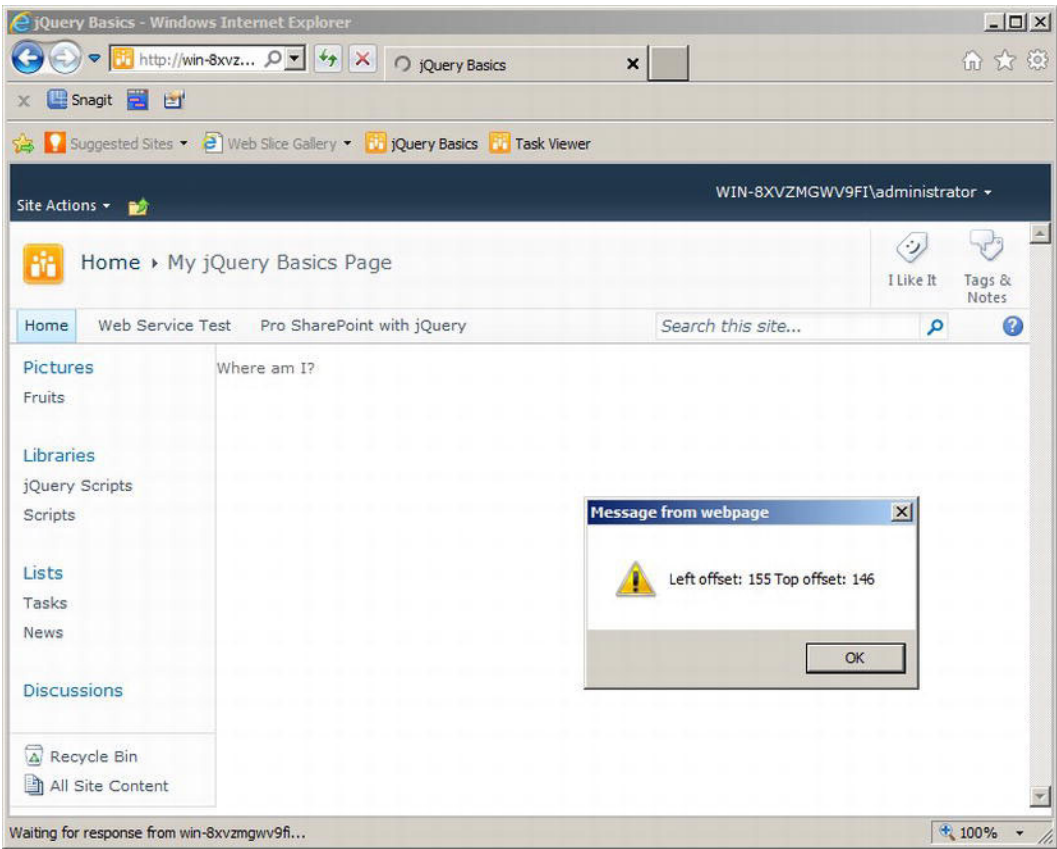 jQuery Basics - Windows Internet Explorer
http://win-8xvz... jQuery Basics
x Snagit
Suggested Sites Web Slice Gallery jQuery Basics Task Viewer
WIN-8XVZMGWV9FI\administrator
Site Actions
Home My jQuery Basics Page
I Like It
Tags &
Notes
Home Web Service Test Pro SharePoint with jQuery Search this site...
Pictures
Where am I?
Fruits
Libraries
jQuery Scripts
Scripts
Message from webpage
Left offset: 155 Top offset: 146
OK
Lists
Tasks
News
Discussions
Recycle Bin
All Site Content
Waiting for response from win-8xvzmgwv9fi... 100%